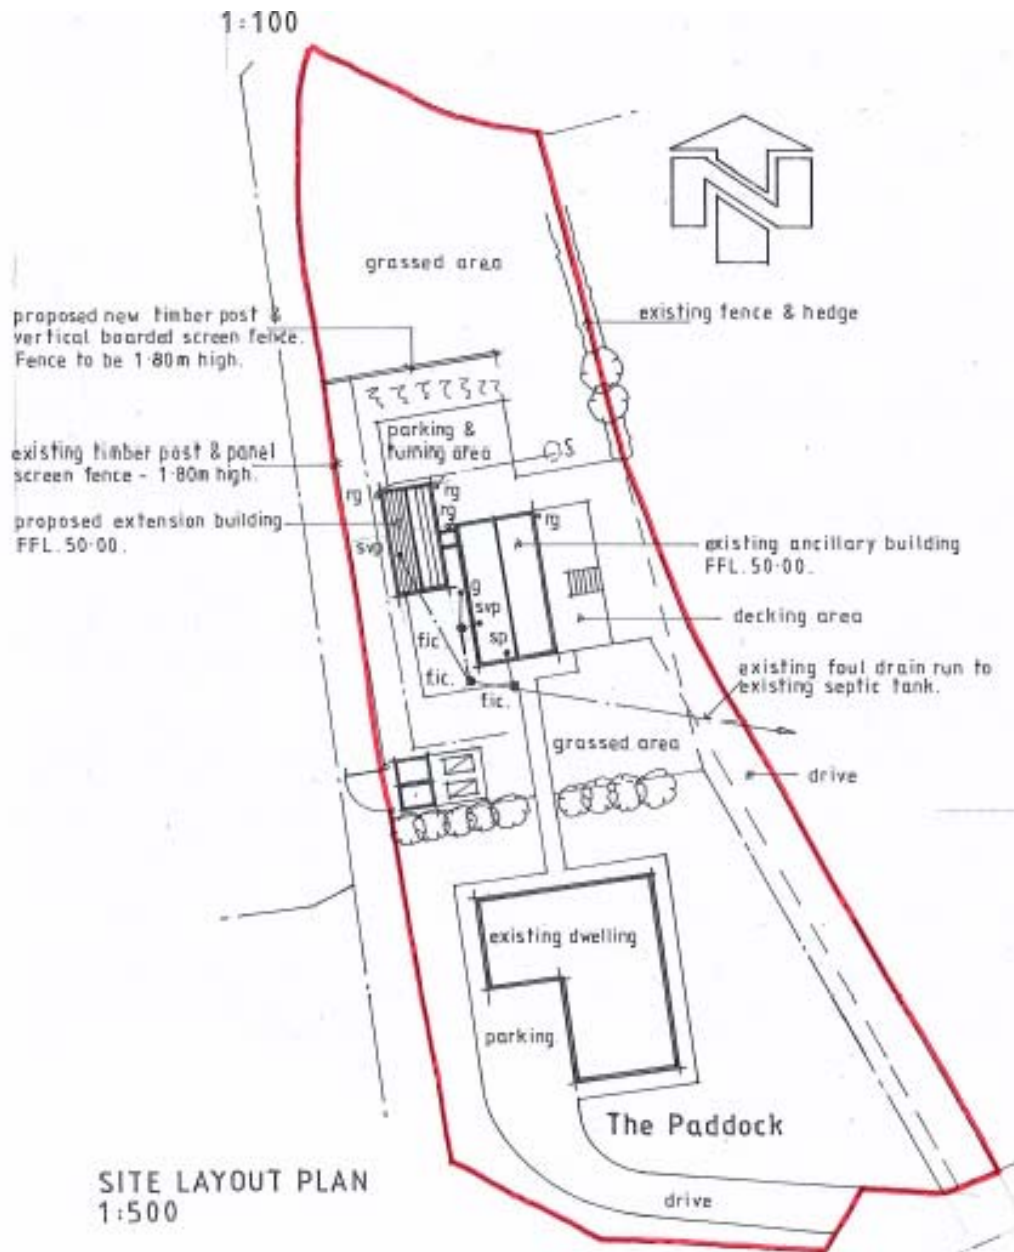 1:100
N
grassed area
existing fence & hedge
proposed new timber post &
vertical boarded screen fence.
Fence to be 1·80m high.
parking &
turning area
S
existing timber post & panel
screen fence - 1·80m high.
rg
rg
rg
rg
proposed extension building
FFL. 50·00.
svp
existing ancillary building
FFL. 50·00.
g
svp
decking area
fic
sp
existing foul drain run to
existing septic tank.
f.ic.
f.ic.
grassed area
drive
existing dwelling
parking
The Paddock
SITE LAYOUT PLAN
1:500
drive